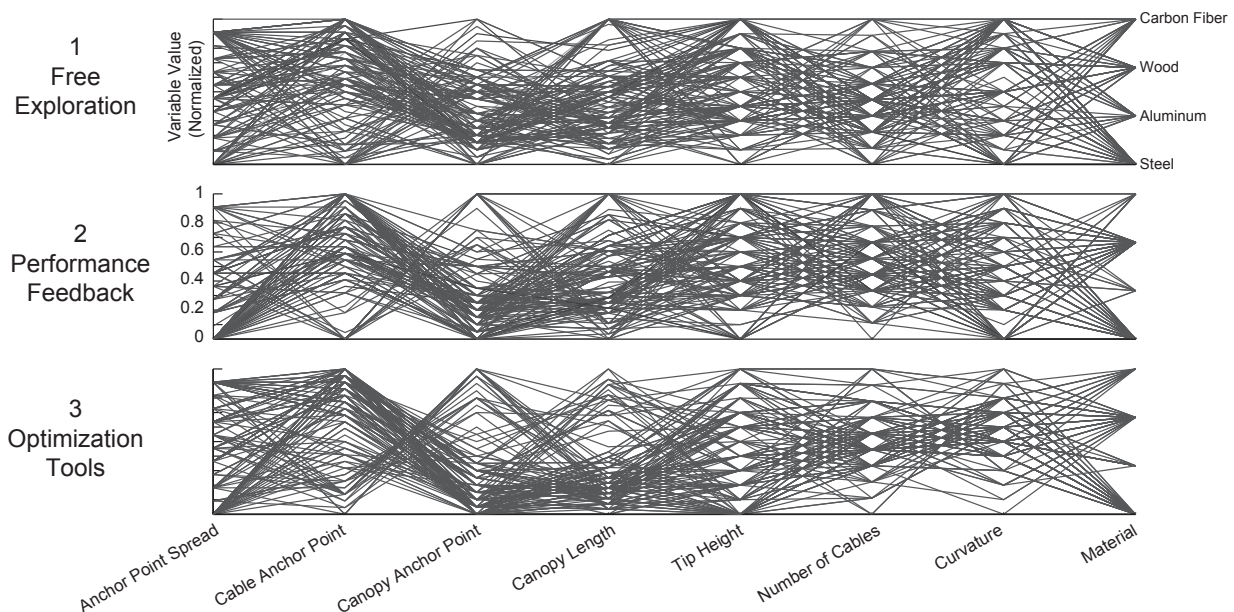 1
Free
Exploration
Variable Value
(Normalized)
Carbon Fiber
Wood
Aluminum
Steel
2
Performance
Feedback
1
0.8
0.6
0.4
0.2
0
3
Optimization
Tools
Anchor Point Spread
Cable Anchor Point
Canopy Anchor Point
Canopy Length
Tip Height
Number of Cables
Curvature
Material